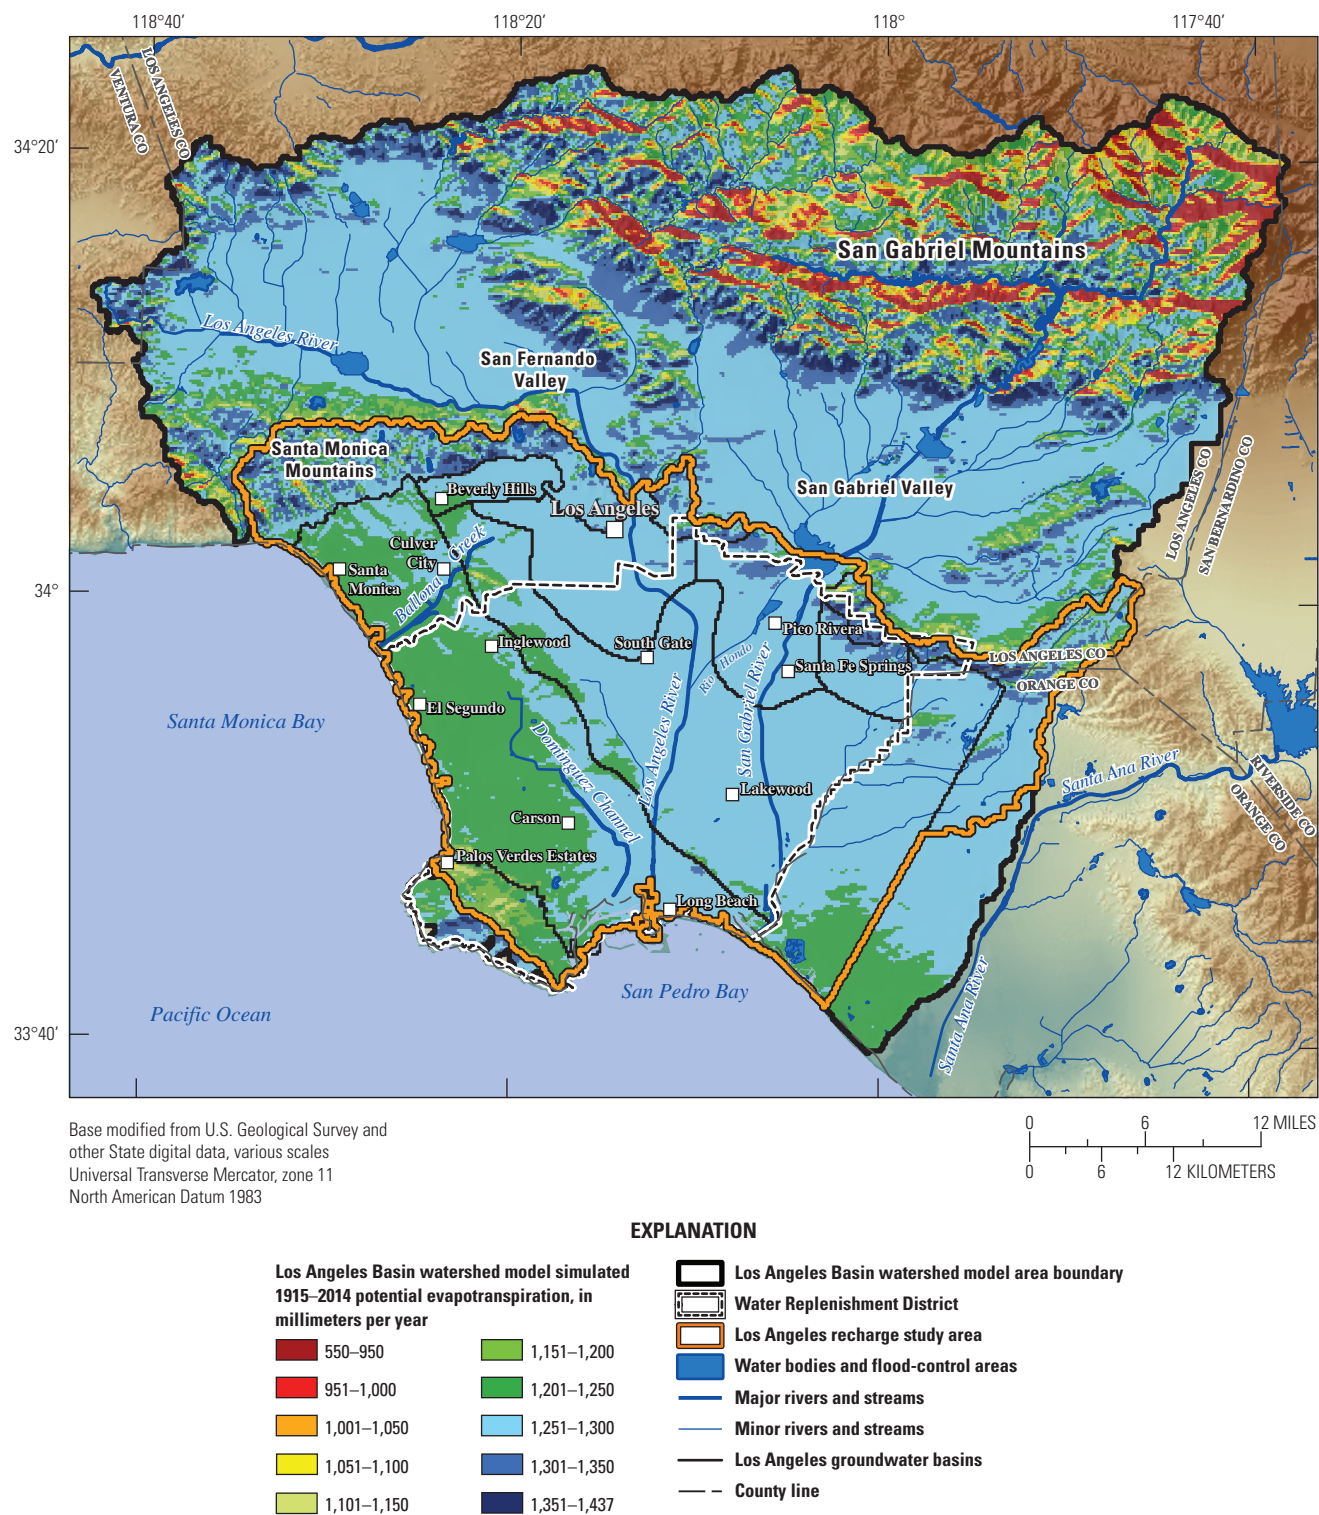 118°40′
118°20′
118°
117°40′
34°20′
34°
33°40′
LOS ANGELES CO
VENTURA CO
San Gabriel Mountains
Los Angeles River
San Fernando
Valley
Santa Monica
Mountains
San Gabriel Valley
LOS ANGELES CO
SAN BERNARDINO CO
Beverly Hills
Los Angeles
Culver
City
Ballona Creek
Santa
Monica
Inglewood
South Gate
Pico Rivera
Rio Hondo
Santa Fe Springs
LOS ANGELES CO
ORANGE CO
El Segundo
Santa Monica Bay
Dominguez Channel
Los Angeles River
San Gabriel River
Lakewood
Santa Ana River
RIVERSIDE CO
ORANGE CO
Carson
Palos Verdes Estates
Long Beach
San Pedro Bay
Pacific Ocean
Santa Ana River
Base modified from U.S. Geological Survey and
other State digital data, various scales
Universal Transverse Mercator, zone 11
North American Datum 1983
0 6 12 MILES
0 6 12 KILOMETERS
EXPLANATION
Los Angeles Basin watershed model simulated
1915–2014 potential evapotranspiration, in
millimeters per year
550–950
951–1,000
1,001–1,050
1,051–1,100
1,101–1,150
1,151–1,200
1,201–1,250
1,251–1,300
1,301–1,350
1,351–1,437
Los Angeles Basin watershed model area boundary
Water Replenishment District
Los Angeles recharge study area
Water bodies and flood-control areas
Major rivers and streams
Minor rivers and streams
Los Angeles groundwater basins
County line